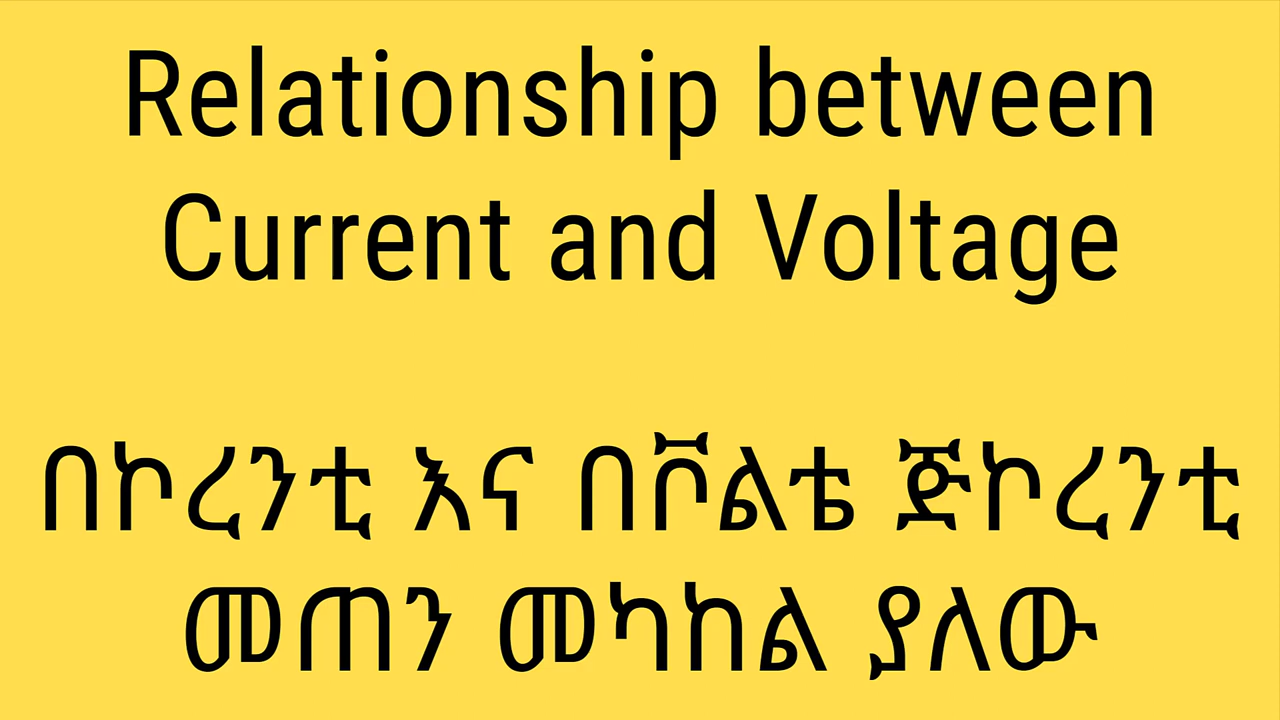 Relationship between
Current and Voltage
በኮረንቲ እና በቮልቴ ጅኮረንቲ
መጠን መካከል ያለው